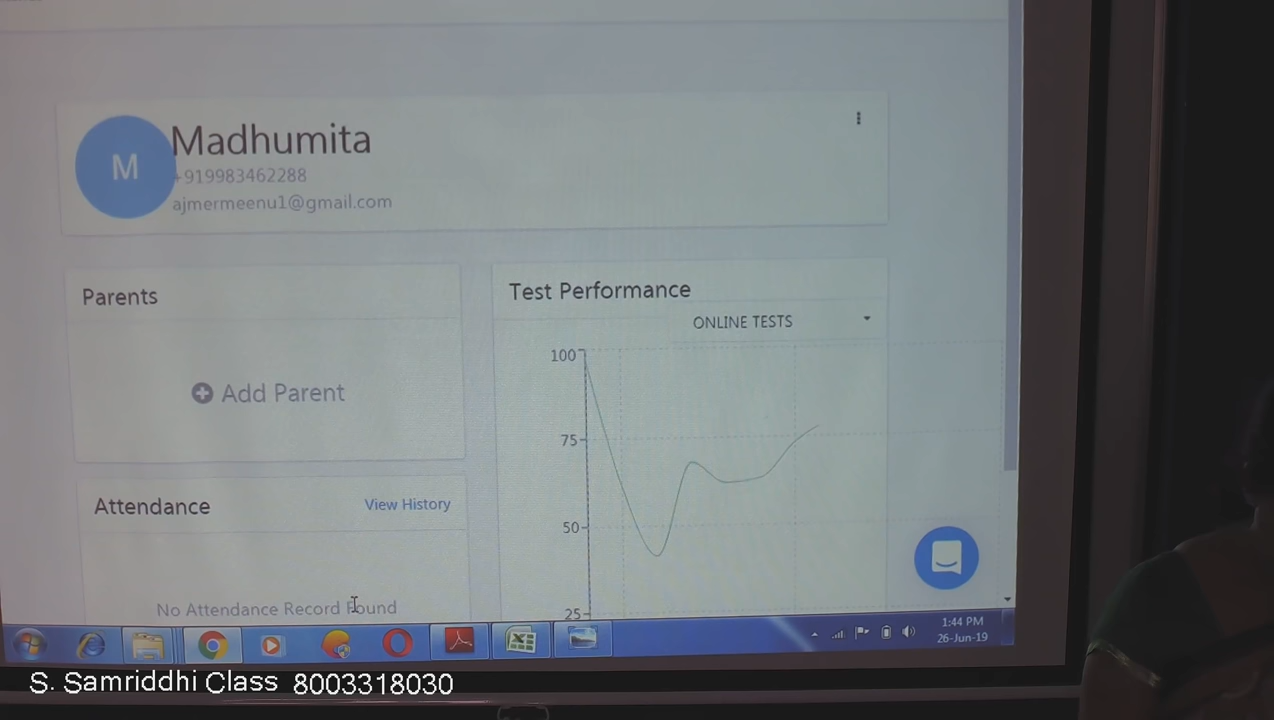 M
Madhumita
+919983462288
ajmermeenu1@gmail.com
Parents
Add Parent
Attendance
View History
No Attendance Record Found
Test Performance
ONLINE TESTS
100
75
50
25
1:44 PM
26-Jun-19
S. Samriddhi Class 8003318030